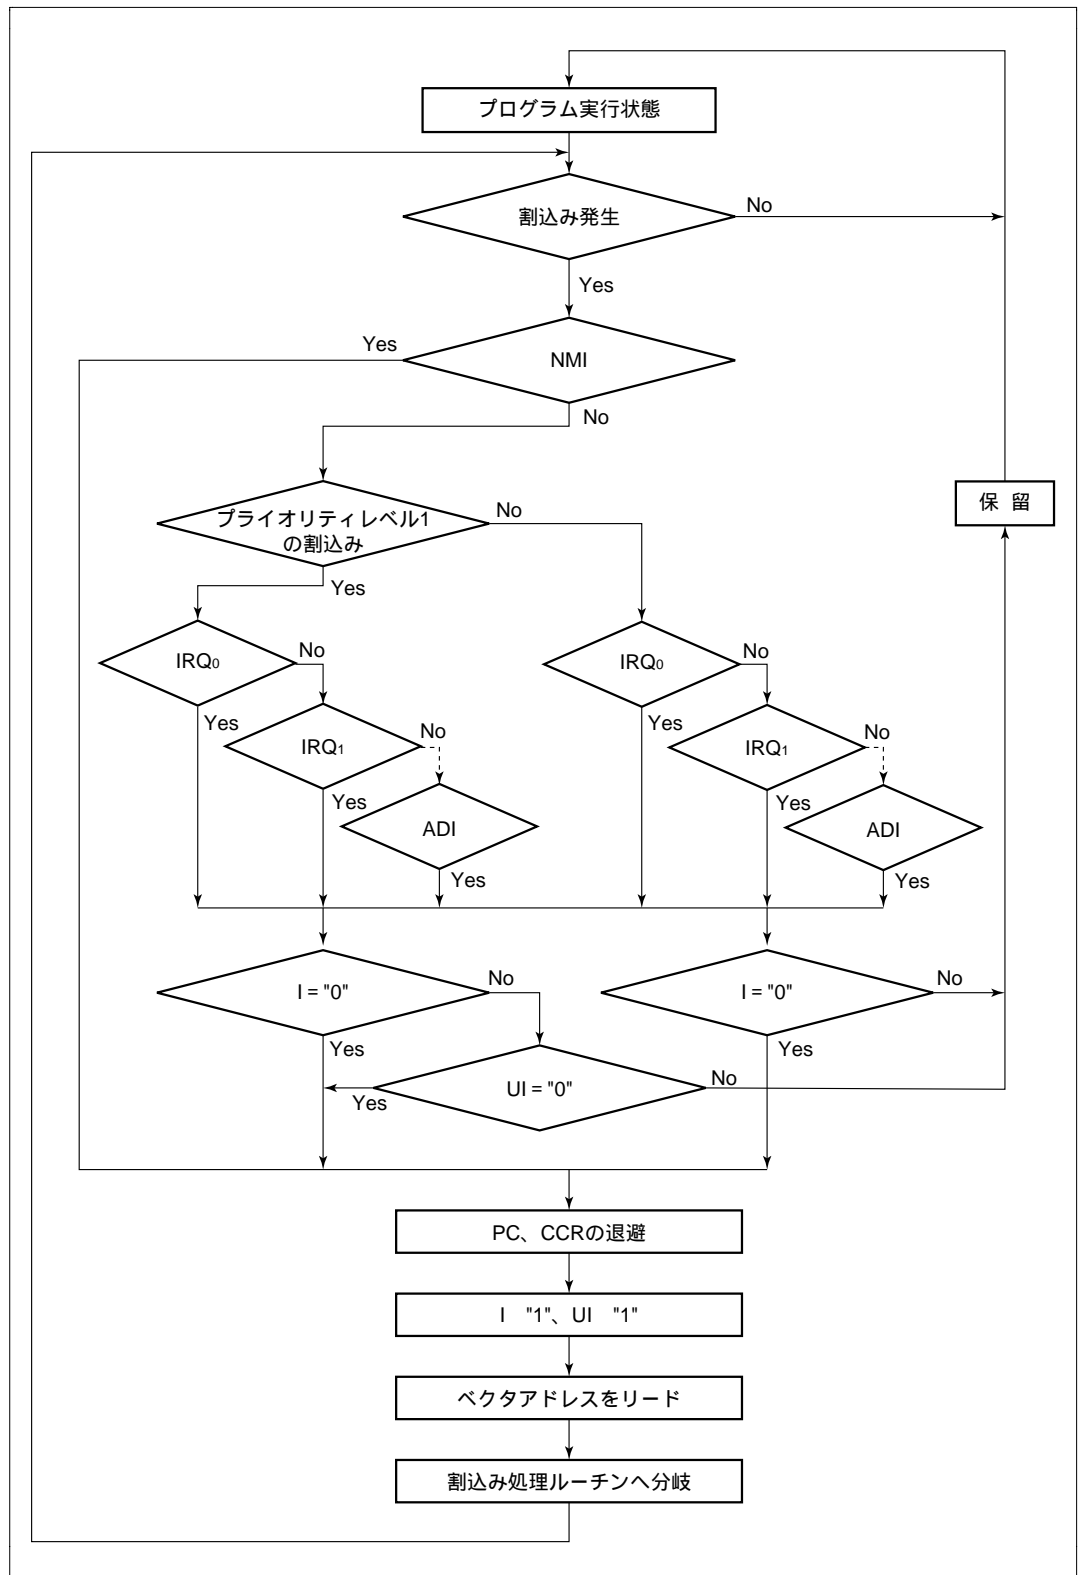 プログラム実行状態
割込み発生
No
Yes
NMI
Yes
No
保 留
プライオリティレベル1
の割込み
No
Yes
IRQ0
No
Yes
IRQ1
No
Yes
ADI
Yes
IRQ0
No
Yes
IRQ1
No
Yes
ADI
Yes
I = "0"
No
Yes
I = "0"
No
Yes
UI = "0"
Yes
No
PC、CCRの退避
I "1"、UI "1"
ベクタアドレスをリード
割込み処理ルーチンへ分岐